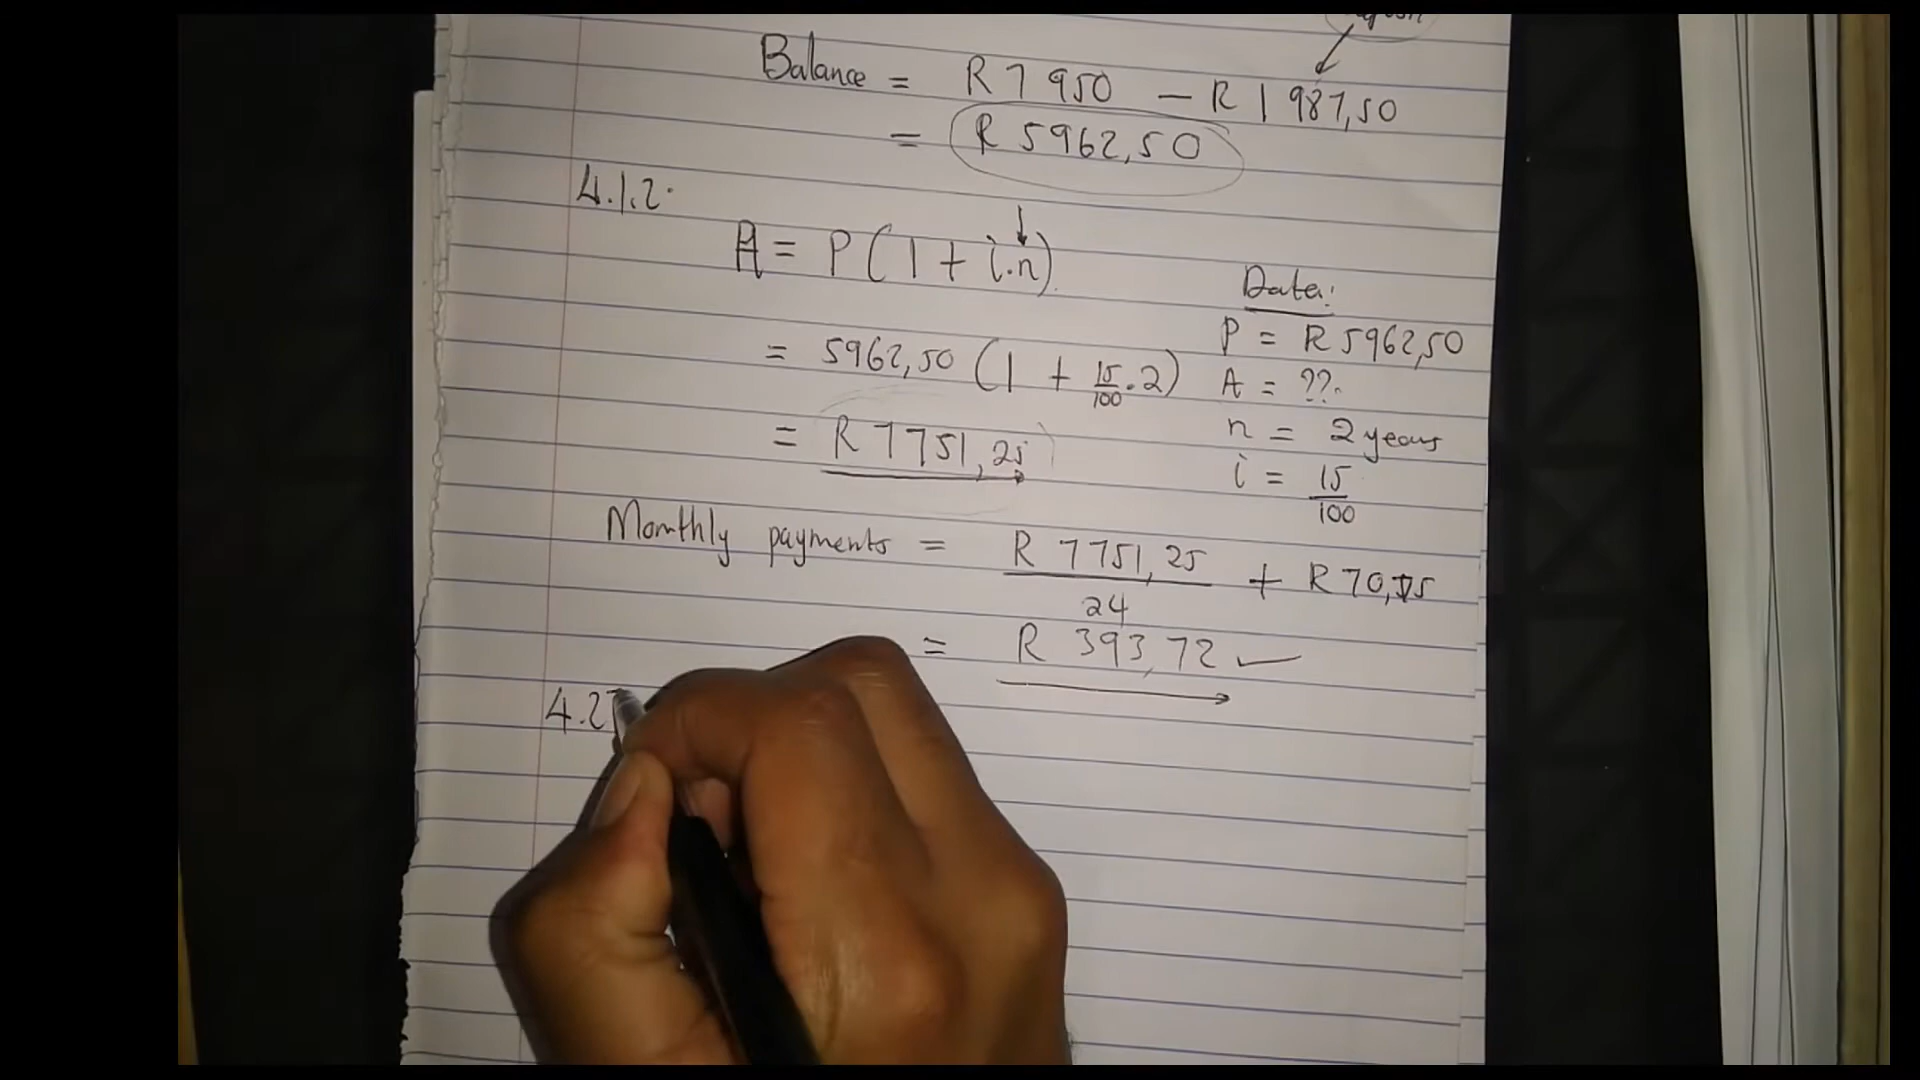 Balance = R 7 950 — R 1 987,50
= R 5962,50
4.1.2.
A = P ( 1 + i.n )
Data:
P = R 5962,50
= 5962,50 ( 1 + 15/100 . 2 )
A = ??
= R 7751,25
n = 2 years
i = 15/100
Monthly payments = R 7751,25 / 24 + R 70,75
= R 393,72 ✓
4.2